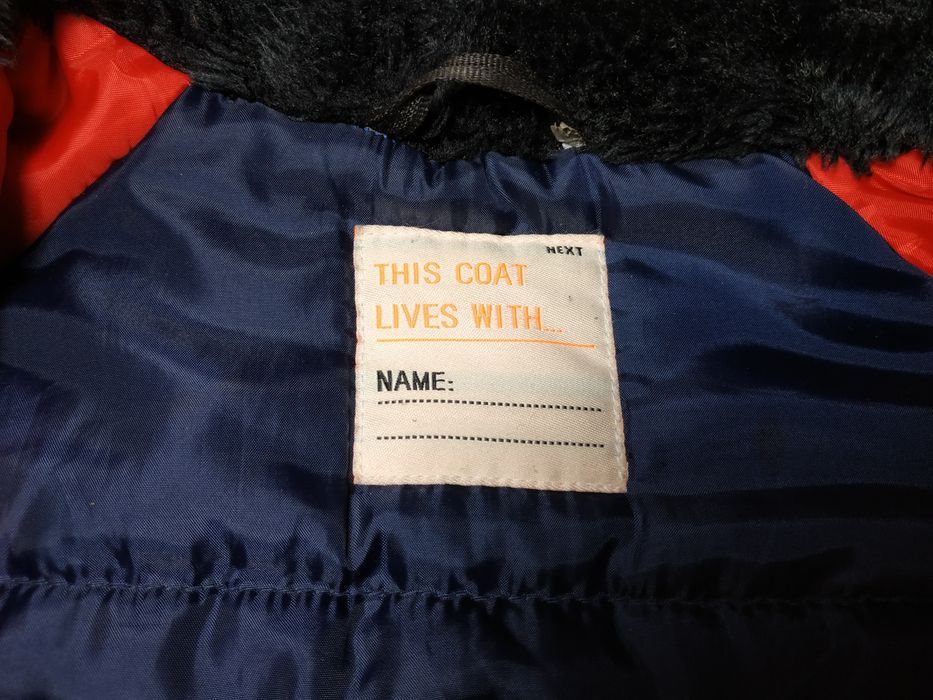 NEXT
THIS COAT
LIVES WITH...
NAME: